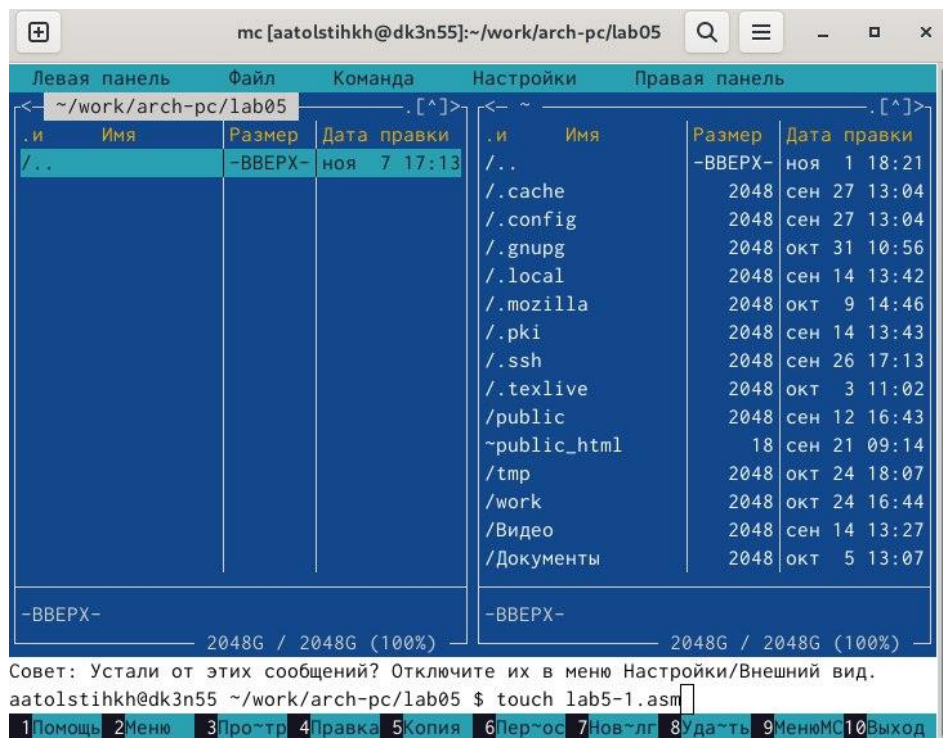 mc [aatolstihkh@dk3n55]:~/work/arch-pc/lab05
Левая панель Файл Команда Настройки Правая панель
<— ~/work/arch-pc/lab05 .[^]>
.и Имя Размер Дата правки
/.. -ВВЕРХ- ноя 7 17:13
-ВВЕРХ-
2048G / 2048G (100%)
<— ~ .[^]>
.и Имя Размер Дата правки
/.. -ВВЕРХ- ноя 1 18:21
/.cache 2048 сен 27 13:04
/.config 2048 сен 27 13:04
/.gnupg 2048 окт 31 10:56
/.local 2048 сен 14 13:42
/.mozilla 2048 окт 9 14:46
/.pki 2048 сен 14 13:43
/.ssh 2048 сен 26 17:13
/.texlive 2048 окт 3 11:02
/public 2048 сен 12 16:43
~public_html 18 сен 21 09:14
/tmp 2048 окт 24 18:07
/work 2048 окт 24 16:44
/Видео 2048 сен 14 13:27
/Документы 2048 окт 5 13:07
-ВВЕРХ-
2048G / 2048G (100%)
Совет: Устали от этих сообщений? Отключите их в меню Настройки/Внешний вид.
aatolstihkh@dk3n55 ~/work/arch-pc/lab05 $ touch lab5-1.asm
1Помощь 2Меню 3Про~тр 4Правка 5Копия 6Пер~ос 7Нов~лг 8Уда~ть 9МенюМС 10Выход